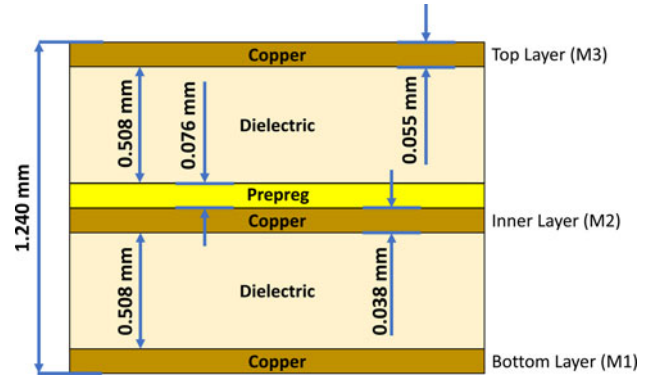 Copper
Top Layer (M3)
0.055 mm
0.508 mm
0.076 mm
Dielectric
1.240 mm
Prepreg
Copper
Inner Layer (M2)
0.508 mm
Dielectric
0.038 mm
Copper
Bottom Layer (M1)